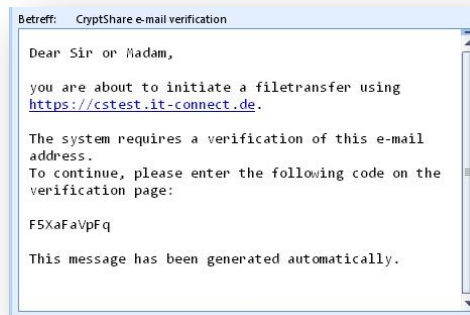 Betreff: CryptShare e-mail verification
Dear Sir or Madam,
you are about to initiate a filetransfer using
https://cstest.it-connect.de.
The system requires a verification of this e-mail
address.
To continue, please enter the following code on the
verification page:
F5XaFaVpFq
This message has been generated automatically.